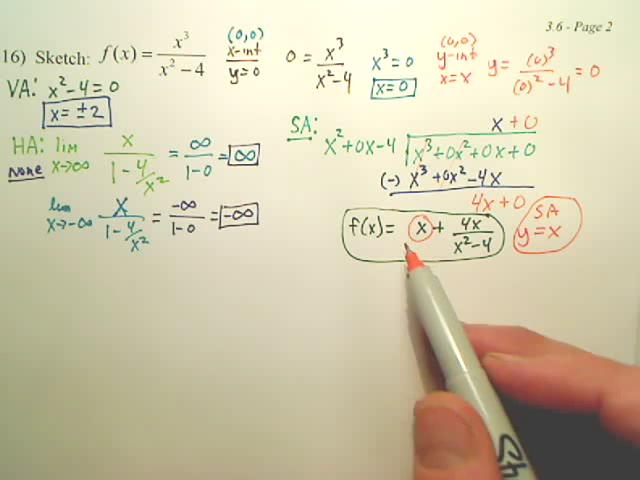 3.6 - Page 2
16) Sketch: f(x) = x³/(x² − 4)
(0,0)
x-int
y=0
0 = x³/(x²-4)
x³=0
x=0
(0,0)
y-int
x=x
y = (0)³/((0)²-4) = 0
VA: x²-4=0
x=±2
HA: lim x→∞ x/(1-4/x²) = ∞/(1-0) = ∞
NONE
lim x→-∞ x/(1-4/x²) = -∞/(1-0) = -∞
SA:
x+0
x²+0x-4 x³+0x²+0x+0
(-) x³+0x²-4x
4x+0
f(x)= x + 4x/(x²-4)
SA
y=x
Sh